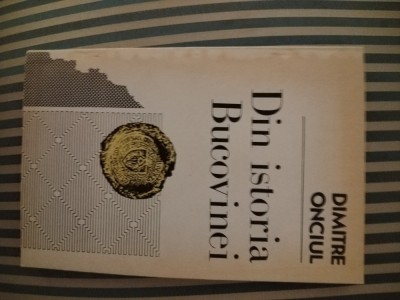 DIMITRE
ONCIUL
Din istoria
Bucovinei